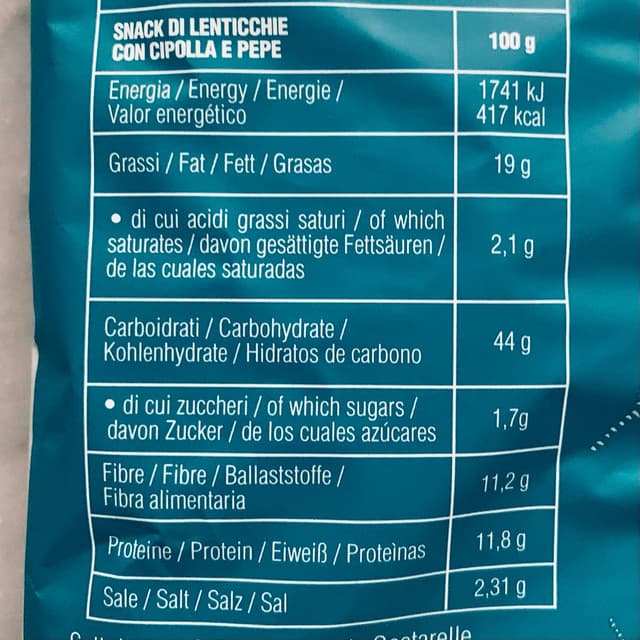 SNACK DI LENTICCHIE
CON CIPOLLA E PEPE
100 g
Energia / Energy / Energie /
Valor energético
1741 kJ
417 kcal
Grassi / Fat / Fett / Grasas
19 g
• di cui acidi grassi saturi / of which
saturates / davon gesättigte Fettsäuren /
de las cuales saturadas
2,1 g
Carboidrati / Carbohydrate /
Kohlenhydrate / Hidratos de carbono
44 g
• di cui zuccheri / of which sugars /
davon Zucker / de los cuales azúcares
1,7g
Fibre / Fibre / Ballaststoffe /
Fibra alimentaria
11,2 g
Proteine / Protein / Eiweiß / Proteìnas
11,8 g
Sale / Salt / Salz / Sal
2,31 g